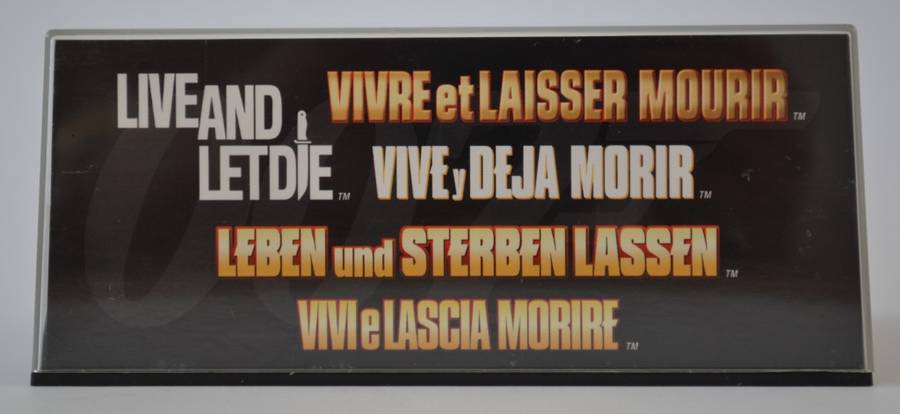 LIVE AND LET DIE ™
VIVRE et LAISSER MOURIR ™
VIVE y DEJA MORIR ™
LEBEN und STERBEN LASSEN ™
VIVI e LASCIA MORIRE ™
007